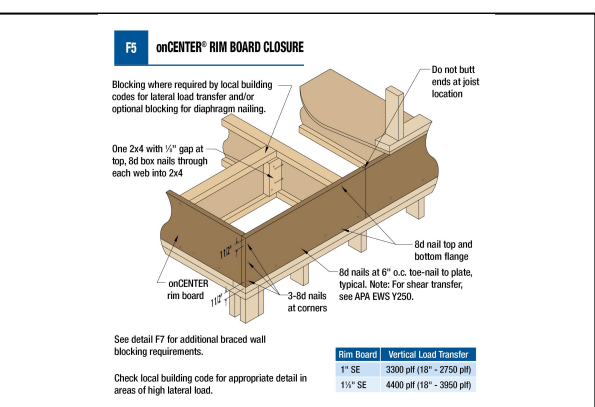 F5 onCENTER® RIM BOARD CLOSURE
Do not butt
ends at joist
location
Blocking where required by local building
codes for lateral load transfer and/or
optional blocking for diaphragm nailing.
One 2x4 with ⅛" gap at
top, 8d box nails through
each web into 2x4
11/2"
11/2"
8d nail top and
bottom flange
8d nails at 6" o.c. toe-nail to plate,
typical. Note: For shear transfer,
see APA EWS Y250.
onCENTER
rim board
3-8d nails
at corners
See detail F7 for additional braced wall
blocking requirements.
Check local building code for appropriate detail in
areas of high lateral load.
Rim Board Vertical Load Transfer
1" SE 3300 plf (18" - 2750 plf)
1⅛" SE 4400 plf (18" - 3950 plf)